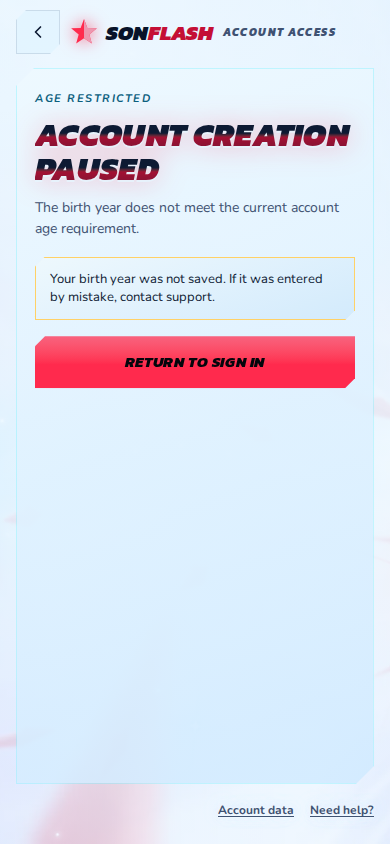 SONFLASH ACCOUNT ACCESS
AGE RESTRICTED
ACCOUNT CREATION
PAUSED
The birth year does not meet the current account
age requirement.
Your birth year was not saved. If it was entered
by mistake, contact support.
RETURN TO SIGN IN
Account data Need help?